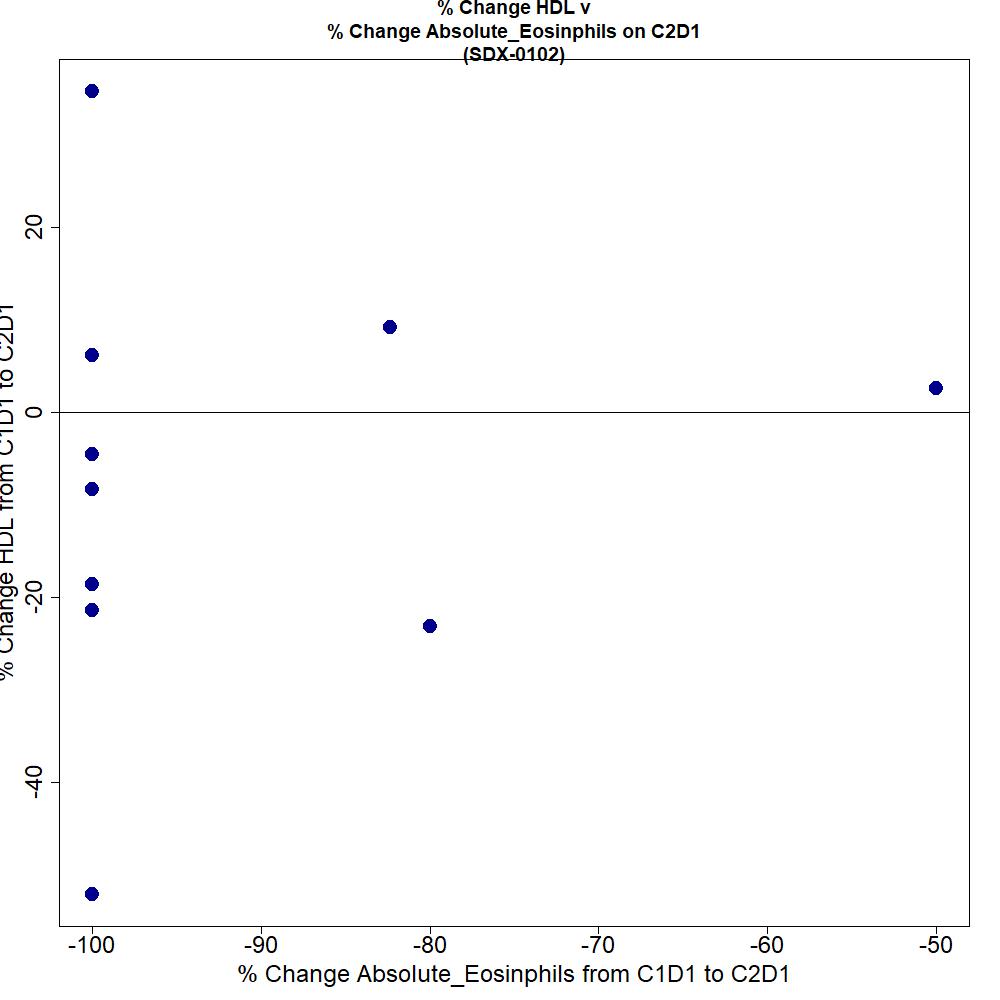 % Change HDL v
% Change Absolute_Eosinphils on C2D1
(SDX-0102)
% Change HDL from C1D1 to C2D1
20
0
-20
-40
-100 -90 -80 -70 -60 -50
% Change Absolute_Eosinphils from C1D1 to C2D1